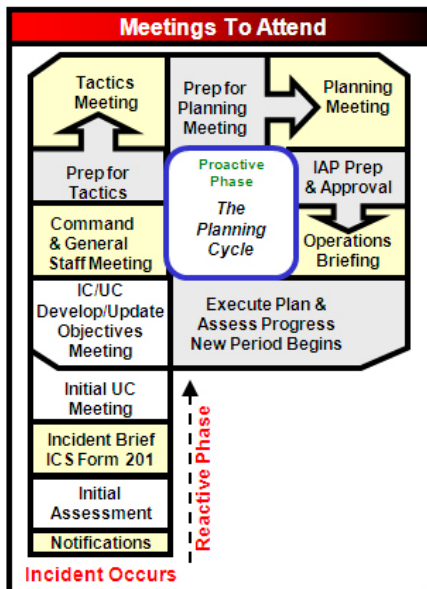 Meetings To Attend
Tactics
Meeting
Prep for
Planning
Meeting
Planning
Meeting
Prep for
Tactics
Proactive
Phase
The
Planning
Cycle
IAP Prep
& Approval
Command
& General
Staff Meeting
Operations
Briefing
IC/UC
Develop/Update
Objectives
Meeting
Execute Plan &
Assess Progress
New Period Begins
Initial UC
Meeting
Incident Brief
ICS Form 201
Initial
Assessment
Notifications
Reactive Phase
Incident Occurs